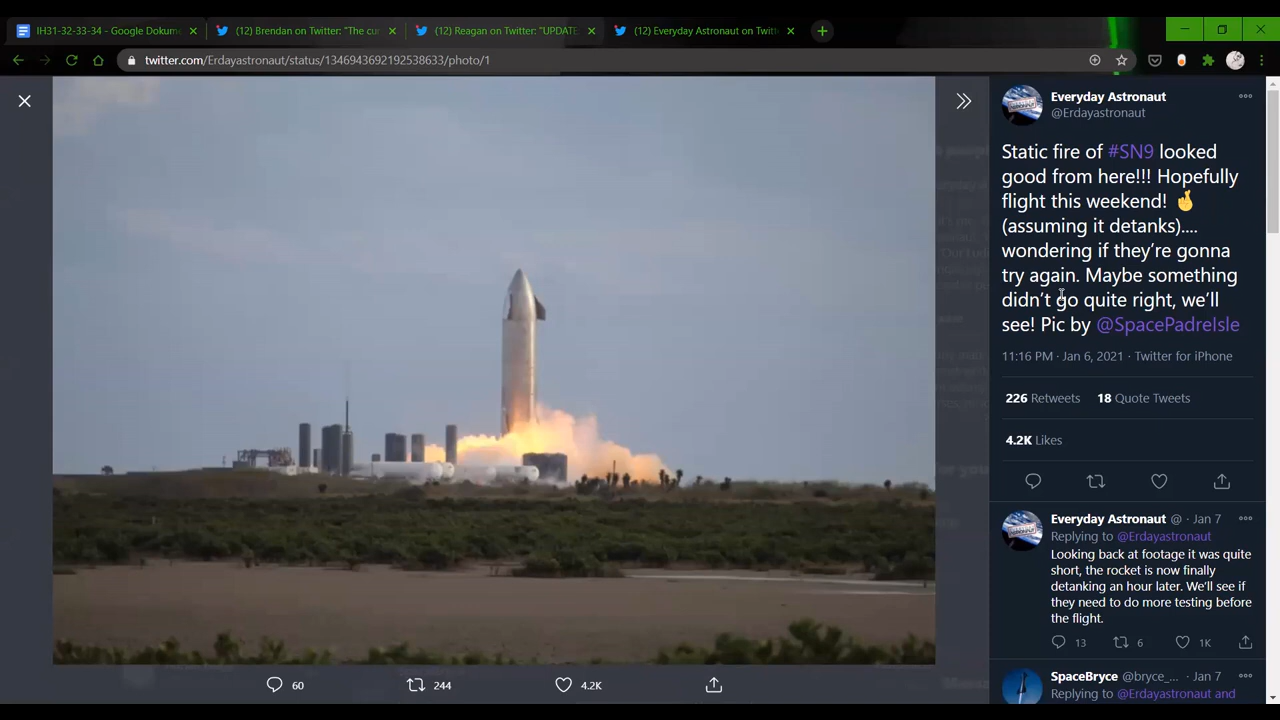 IH31-32-33-34 - Google Dokume
(12) Brendan on Twitter: "The cu
(12) Reagan on Twitter: "UPDATE
(12) Everyday Astronaut on Twitt
twitter.com/Erdayastronaut/status/1346943692192538633/photo/1
Everyday Astronaut
@Erdayastronaut
Static fire of #SN9 looked
good from here!!! Hopefully
flight this weekend! 🤞
(assuming it detanks)....
wondering if they’re gonna
try again. Maybe something
didn’t go quite right, we’ll
see! Pic by @SpacePadreIsle
11:16 PM · Jan 6, 2021 · Twitter for iPhone
226 Retweets 18 Quote Tweets
4.2K Likes
Everyday Astronaut @ · Jan 7
Replying to @Erdayastronaut
Looking back at footage it was quite
short, the rocket is now finally
detanking an hour later. We’ll see if
they need to do more testing before
the flight.
13 6 1K
SpaceBryce @bryce_... · Jan 7
Replying to @Erdayastronaut and
60 244 4.2K